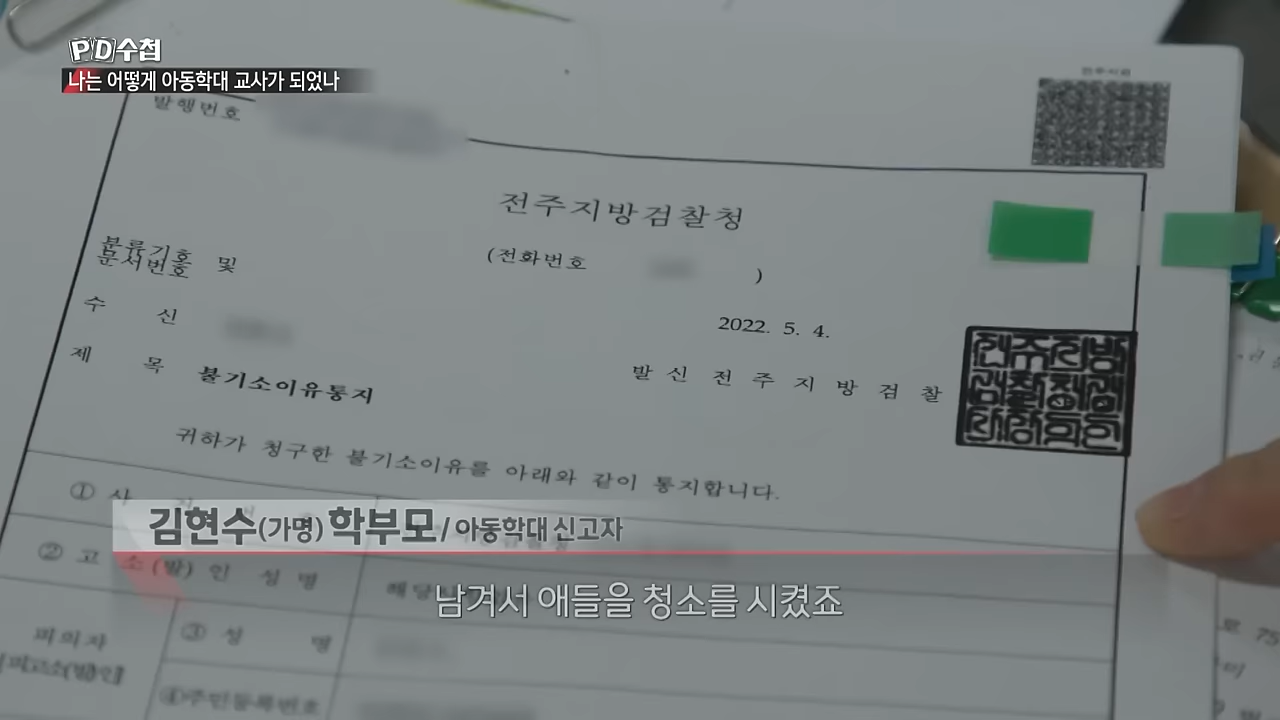 PD수첩
나는 어떻게 아동학대 교사가 되었나
전주지검
발행번호
전주지방검찰청
분류기호 및
문서번호
(전화번호 )
수 신
2022. 5. 4.
제 목 불기소이유통지
발 신 전 주 지 방 검 찰
귀하가 청구한 불기소이유를 아래와 같이 통지합니다.
① 사
김현수(가명) 학부모 / 아동학대 신고자
② 고 소(발) 인 성 명
해당
남겨서 애들을 청소를 시켰죠
피의자
③ 성 명
④주민등록번호